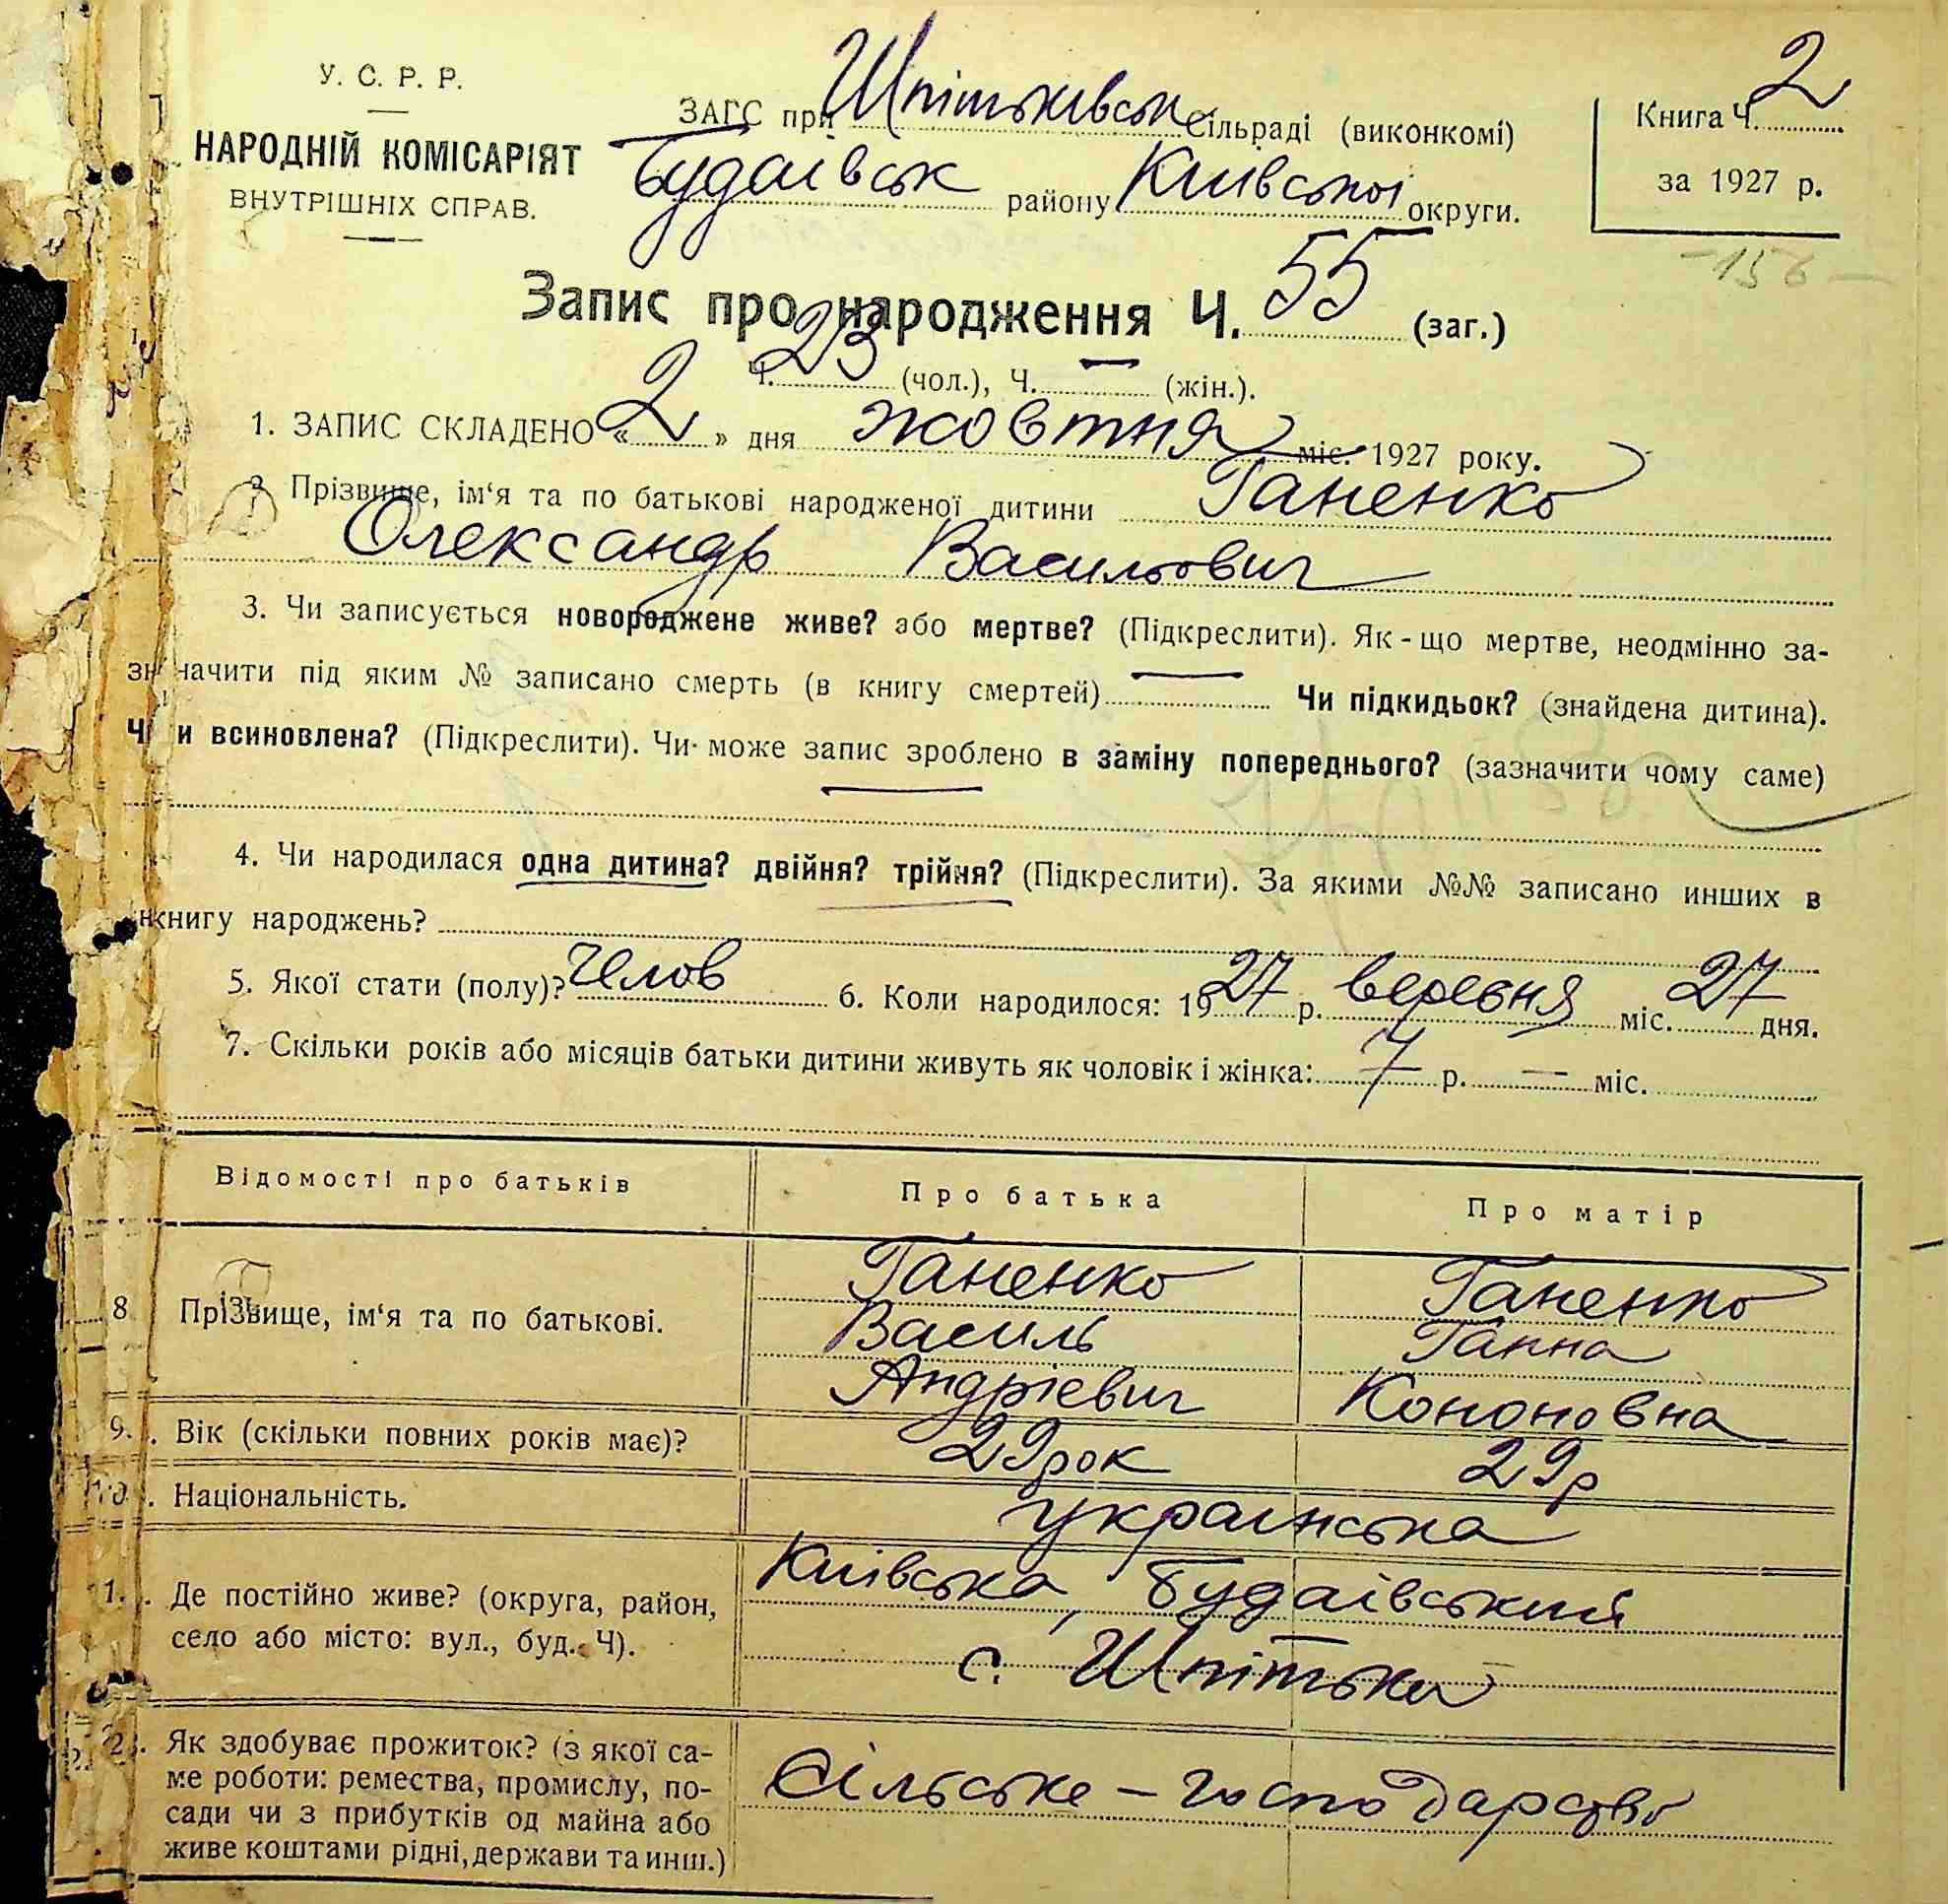 У. С. Р. Р.
НАРОДНІЙ КОМІСАРІЯТ
ВНУТРІШНІХ СПРАВ.
ЗАГС при Шпітьківськ сільраді (виконкомі)
Будаївськ району Київської округи.
Книга Ч. 2
за 1927 р.
-156-
Запис про народження Ч. 55 (заг.)
Ч. 23 (чол.), Ч. — (жін.).
1. ЗАПИС СКЛАДЕНО « 2 » дня жовтня міс. 1927 року.
2 Прізвище, ім‘я та по батькові народженої дитини Ганенко
Олександр Васильович
3. Чи записується новороджене живе? або мертве? (Підкреслити). Як-що мертве, неодмінно за-
значити під яким № записано смерть (в книгу смертей) — Чи підкидьок? (знайдена дитина).
Чи всиновлена? (Підкреслити). Чи може запис зроблено в заміну попереднього? (зазначити чому саме)
4. Чи народилася одна дитина? двійня? трійня? (Підкреслити). За якими №№ записано инших в
книгу народжень?
5. Якої стати (полу)? челов 6. Коли народилося: 1927 р. вересня міс. 27 дня.
7. Скільки років або місяців батьки дитини живуть як чоловік і жінка: 7 р. — міс.
Відомості про батьків Про батька Про матір
8 Прізвище, ім‘я та по батькові. Ганенко Ганенко
Василь Ганна
Андрієвич Кононовна
9. Вік (скільки повних років має)? 29 рок 29 р
10. Національність. українська
11. Де постійно живе? (округа, район,
село або місто: вул., буд. Ч).
Київська, Будаівський
с. Шпітьки
12. Як здобуває прожиток? (з якої са-
ме роботи: ремества, промислу, по-
сади чи з прибутків од майна або
живе коштами рідні, держави та инш.)
Сільське - господарство